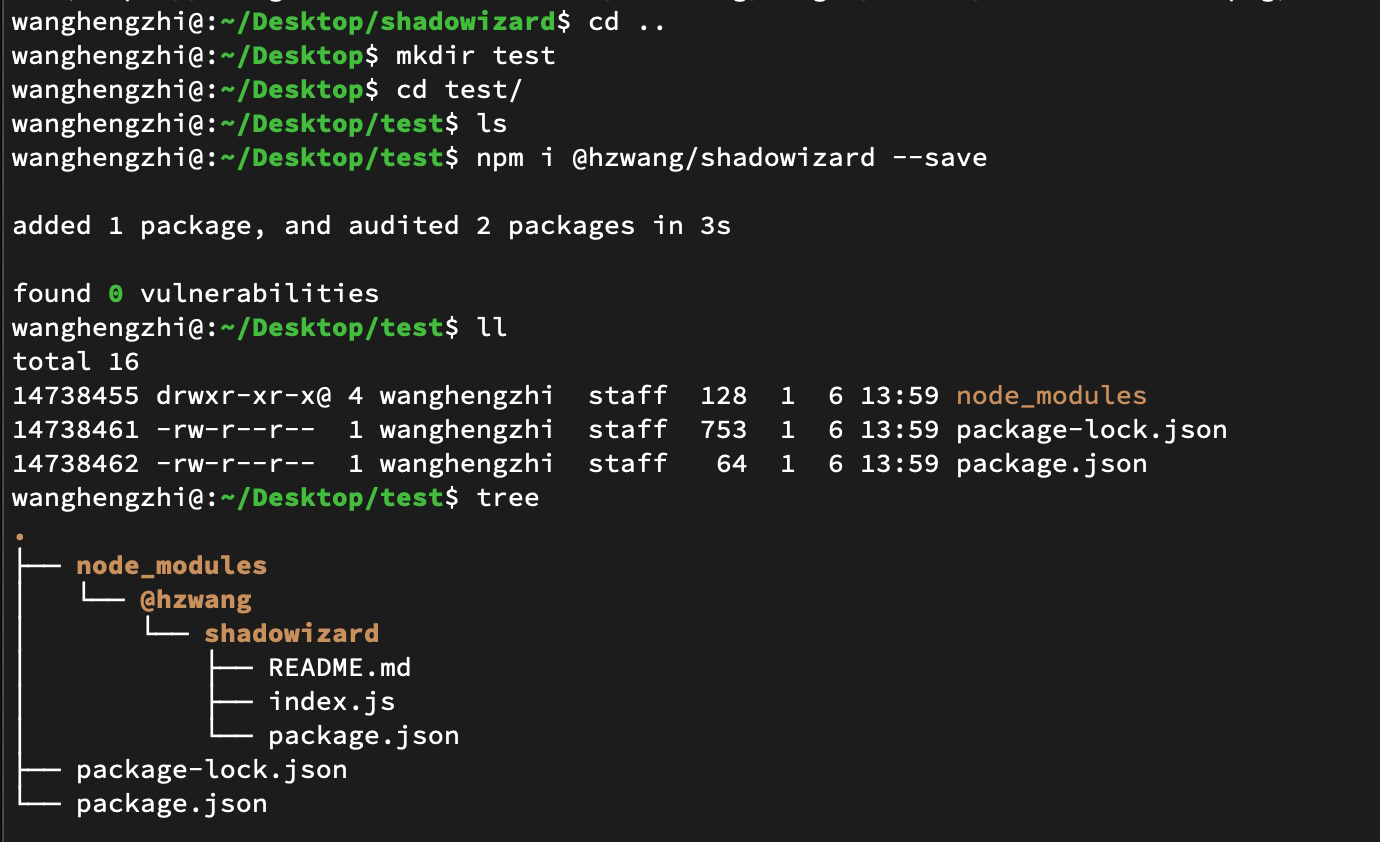 wanghengzhi@:~/Desktop/shadowizard$ cd ..
wanghengzhi@:~/Desktop$ mkdir test
wanghengzhi@:~/Desktop$ cd test/
wanghengzhi@:~/Desktop/test$ ls
wanghengzhi@:~/Desktop/test$ npm i @hzwang/shadowizard --save
added 1 package, and audited 2 packages in 3s
found 0 vulnerabilities
wanghengzhi@:~/Desktop/test$ ll
total 16
14738455 drwxr-xr-x@ 4 wanghengzhi  staff  128  1  6 13:59 node_modules
14738461 -rw-r--r--  1 wanghengzhi  staff  753  1  6 13:59 package-lock.json
14738462 -rw-r--r--  1 wanghengzhi  staff   64  1  6 13:59 package.json
wanghengzhi@:~/Desktop/test$ tree
.
├── node_modules
│   └── @hzwang
│       └── shadowizard
│           ├── README.md
│           ├── index.js
│           └── package.json
├── package-lock.json
└── package.json